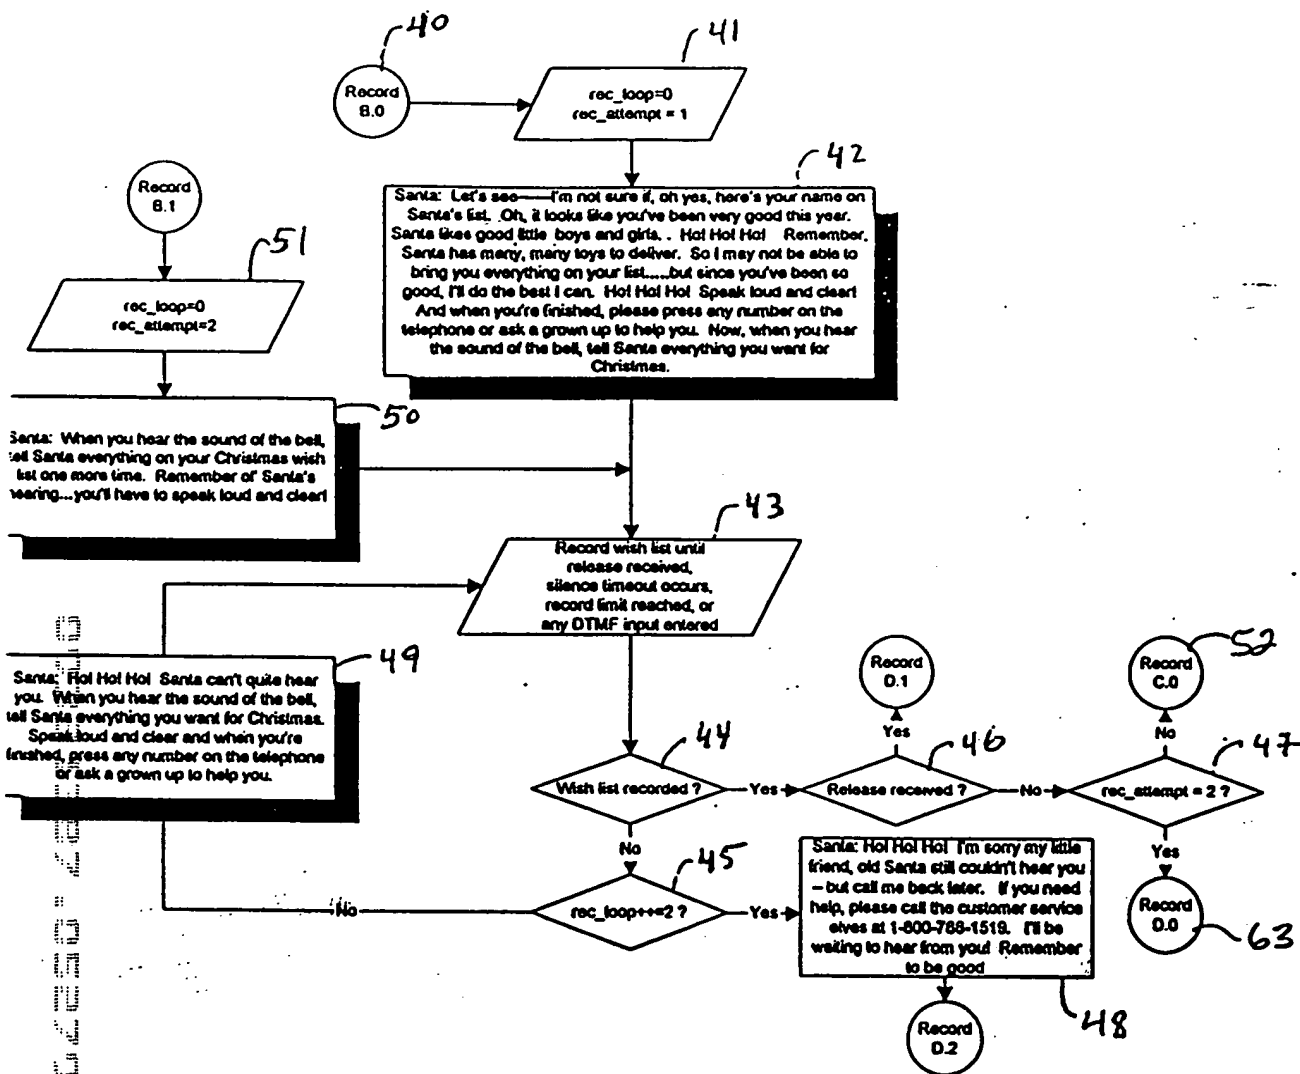 40
41
Record
B.0
rec_loop=0
rec_attempt = 1
42
Santa: Let's see——I'm not sure if, oh yes, here's your name on
Santa's list. Oh, it looks like you've been very good this year.
Santa likes good little boys and girls. . Ho! Ho! Ho! Remember,
Santa has many, many toys to deliver. So I may not be able to
bring you everything on your list.....but since you've been so
good, I'll do the best I can. Ho! Ho! Ho! Speak loud and clear!
And when you're finished, please press any number on the
telephone or ask a grown up to help you. Now, when you hear
the sound of the bell, tell Santa everything you want for
Christmas.
Record
B.1
51
rec_loop=0
rec_attempt=2
50
Santa: When you hear the sound of the bell,
tell Santa everything on your Christmas wish
list one more time. Remember ol' Santa's
hearing...you'll have to speak loud and clear!
43
Record wish list until
release received,
silence timeout occurs,
record limit reached, or
any DTMF input entered
49
Santa: Ho! Ho! Ho! Santa can't quite hear
you. When you hear the sound of the bell,
tell Santa everything you want for Christmas.
Speak loud and clear and when you're
finished, press any number on the telephone
or ask a grown up to help you.
44
Wish list recorded ?
Yes
Record
D.1
Yes
46
Release received ?
No
Record
C.0
52
No
47
rec_attempt = 2 ?
Yes
Record
D.0
63
No
45
rec_loop++=2 ?
No
Yes
Santa: Ho! Ho! Ho! I'm sorry my little
friend, old Santa still couldn't hear you
– but call me back later. If you need
help, please call the customer service
elves at 1-800-788-1519. I'll be
waiting to hear from you! Remember
to be good
48
Record
D.2